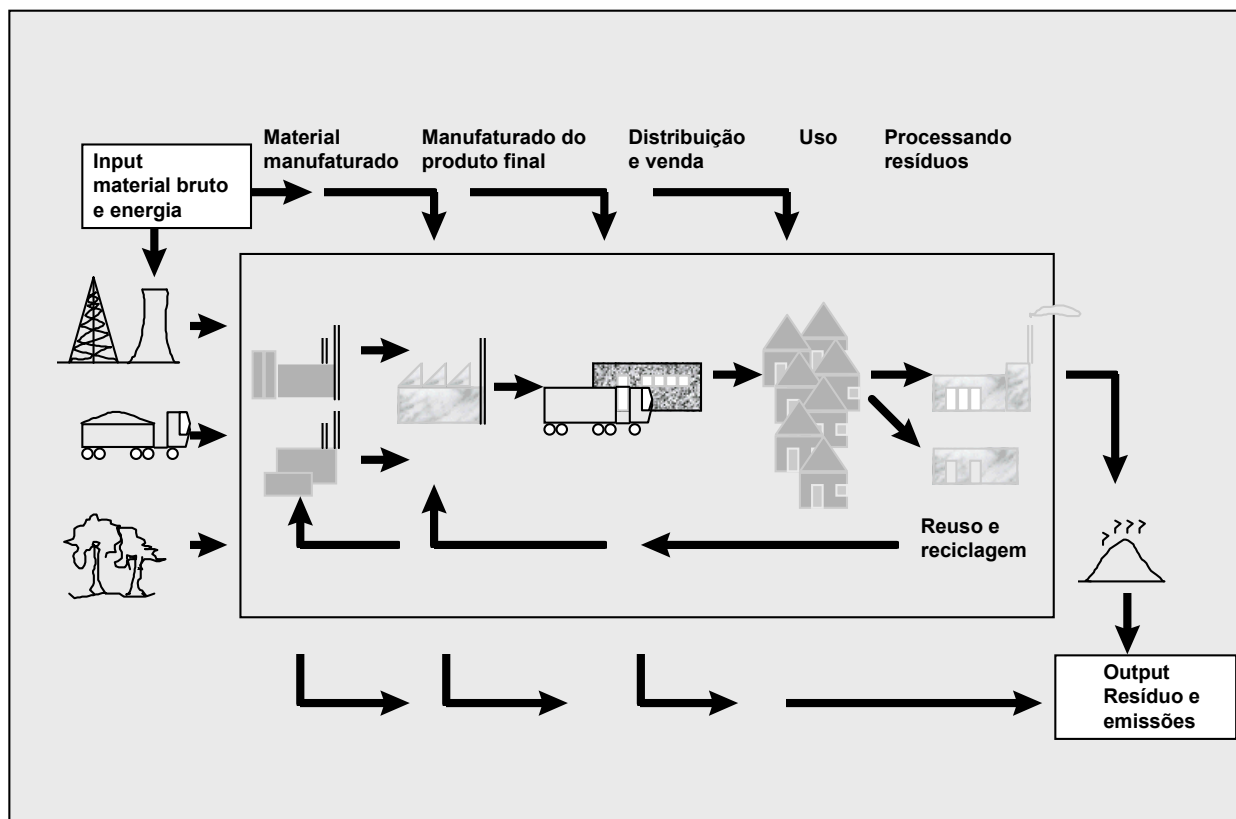 Input
material bruto
e energia
Material
manufaturado
Manufaturado do
produto final
Distribuição
e venda
Uso
Processando
resíduos
Reuso e
reciclagem
Output
Resíduo e
emissões